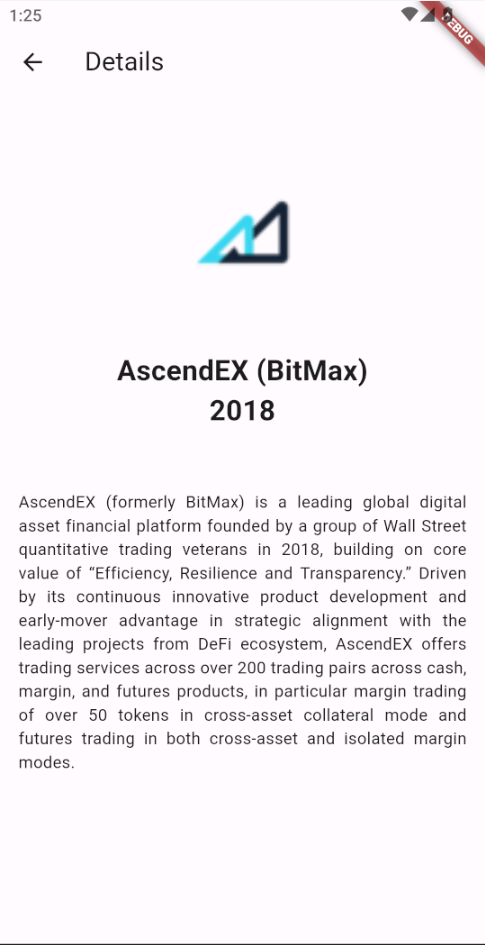 1:25
DEBUG
Details
AscendEX (BitMax)
2018
AscendEX (formerly BitMax) is a leading global digital
asset financial platform founded by a group of Wall Street
quantitative trading veterans in 2018, building on core
value of “Efficiency, Resilience and Transparency.” Driven
by its continuous innovative product development and
early-mover advantage in strategic alignment with the
leading projects from DeFi ecosystem, AscendEX offers
trading services across over 200 trading pairs across cash,
margin, and futures products, in particular margin trading
of over 50 tokens in cross-asset collateral mode and
futures trading in both cross-asset and isolated margin
modes.